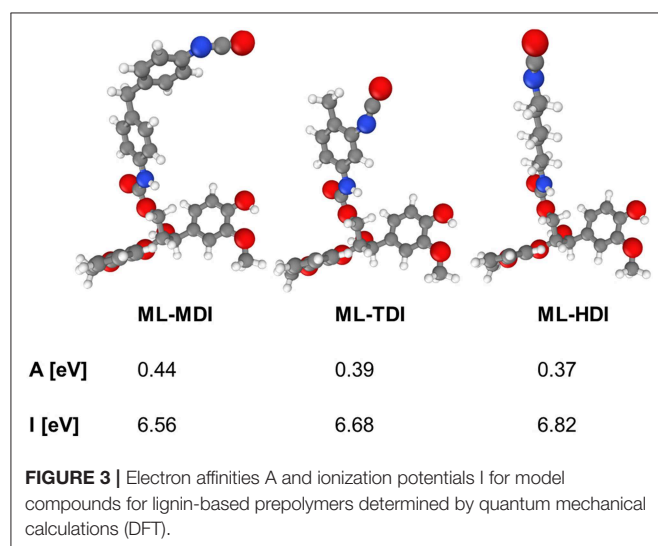 ML-MDI ML-TDI ML-HDI
A [eV] 0.44 0.39 0.37
I [eV] 6.56 6.68 6.82
FIGURE 3 | Electron affinities A and ionization potentials I for model
compounds for lignin-based prepolymers determined by quantum mechanical
calculations (DFT).